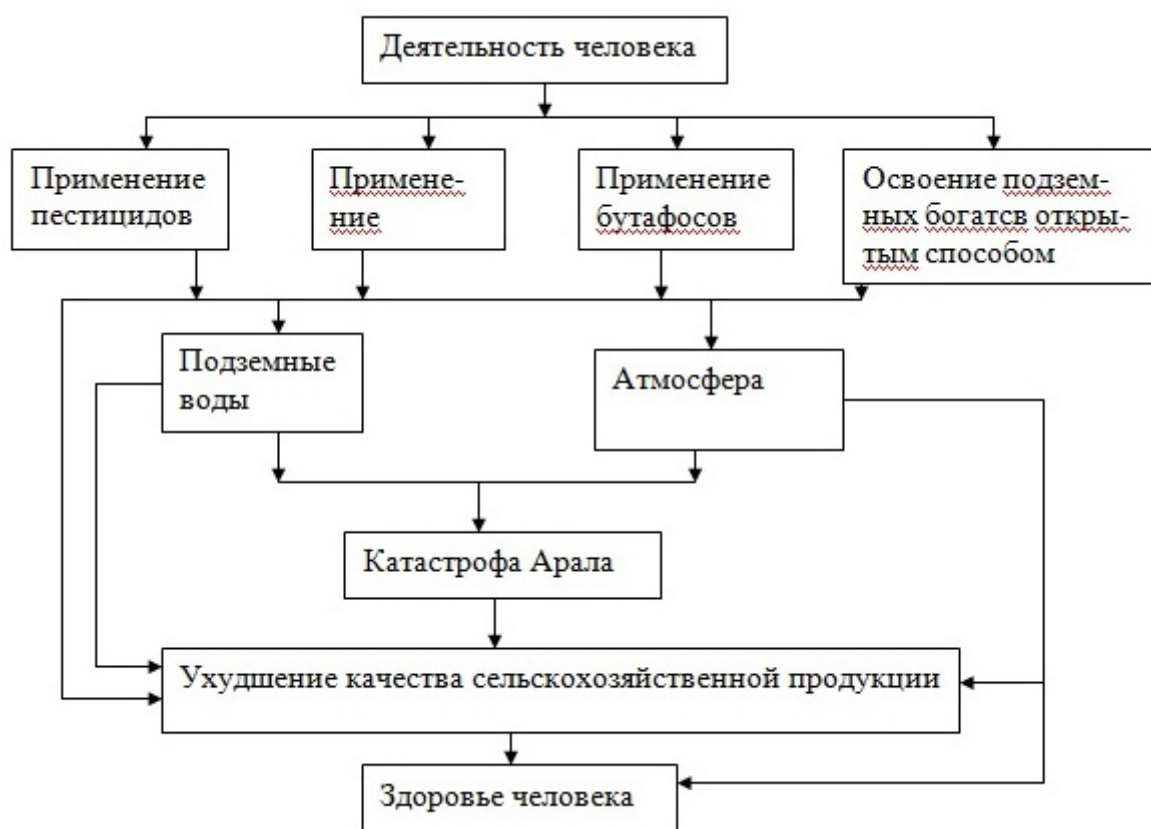 Деятельность человека
Применение
пестицидов
Примене-
ние
Применение
бутафосов
Освоение подзем-
ных богатсв откры-
тым способом
Подземные
воды
Атмосфера
Катастрофа Арала
Ухудшение качества сельскохозяйственной продукции
Здоровье человека